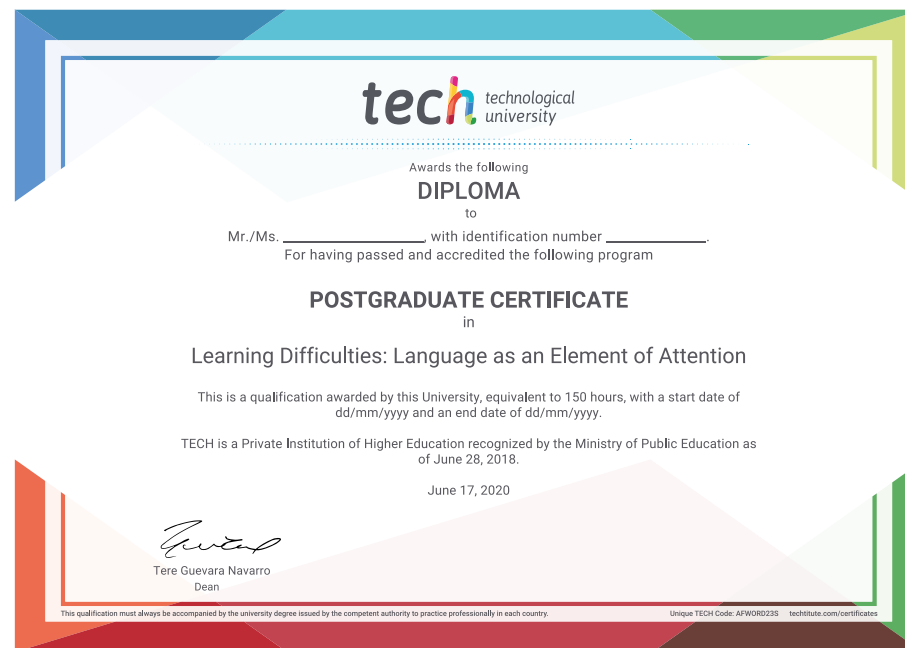 tech technological
university
Awards the following
DIPLOMA
to
Mr./Ms. ____________________, with identification number ______________.
For having passed and accredited the following program
POSTGRADUATE CERTIFICATE
in
Learning Difficulties: Language as an Element of Attention
This is a qualification awarded by this University, equivalent to 150 hours, with a start date of
dd/mm/yyyy and an end date of dd/mm/yyyy.
TECH is a Private Institution of Higher Education recognized by the Ministry of Public Education as
of June 28, 2018.
June 17, 2020
Tere Guevara Navarro
Dean
This qualification must always be accompanied by the university degree issued by the competent authority to practice professionally in each country.
Unique TECH Code: AFWORD23S techtitute.com/certificates